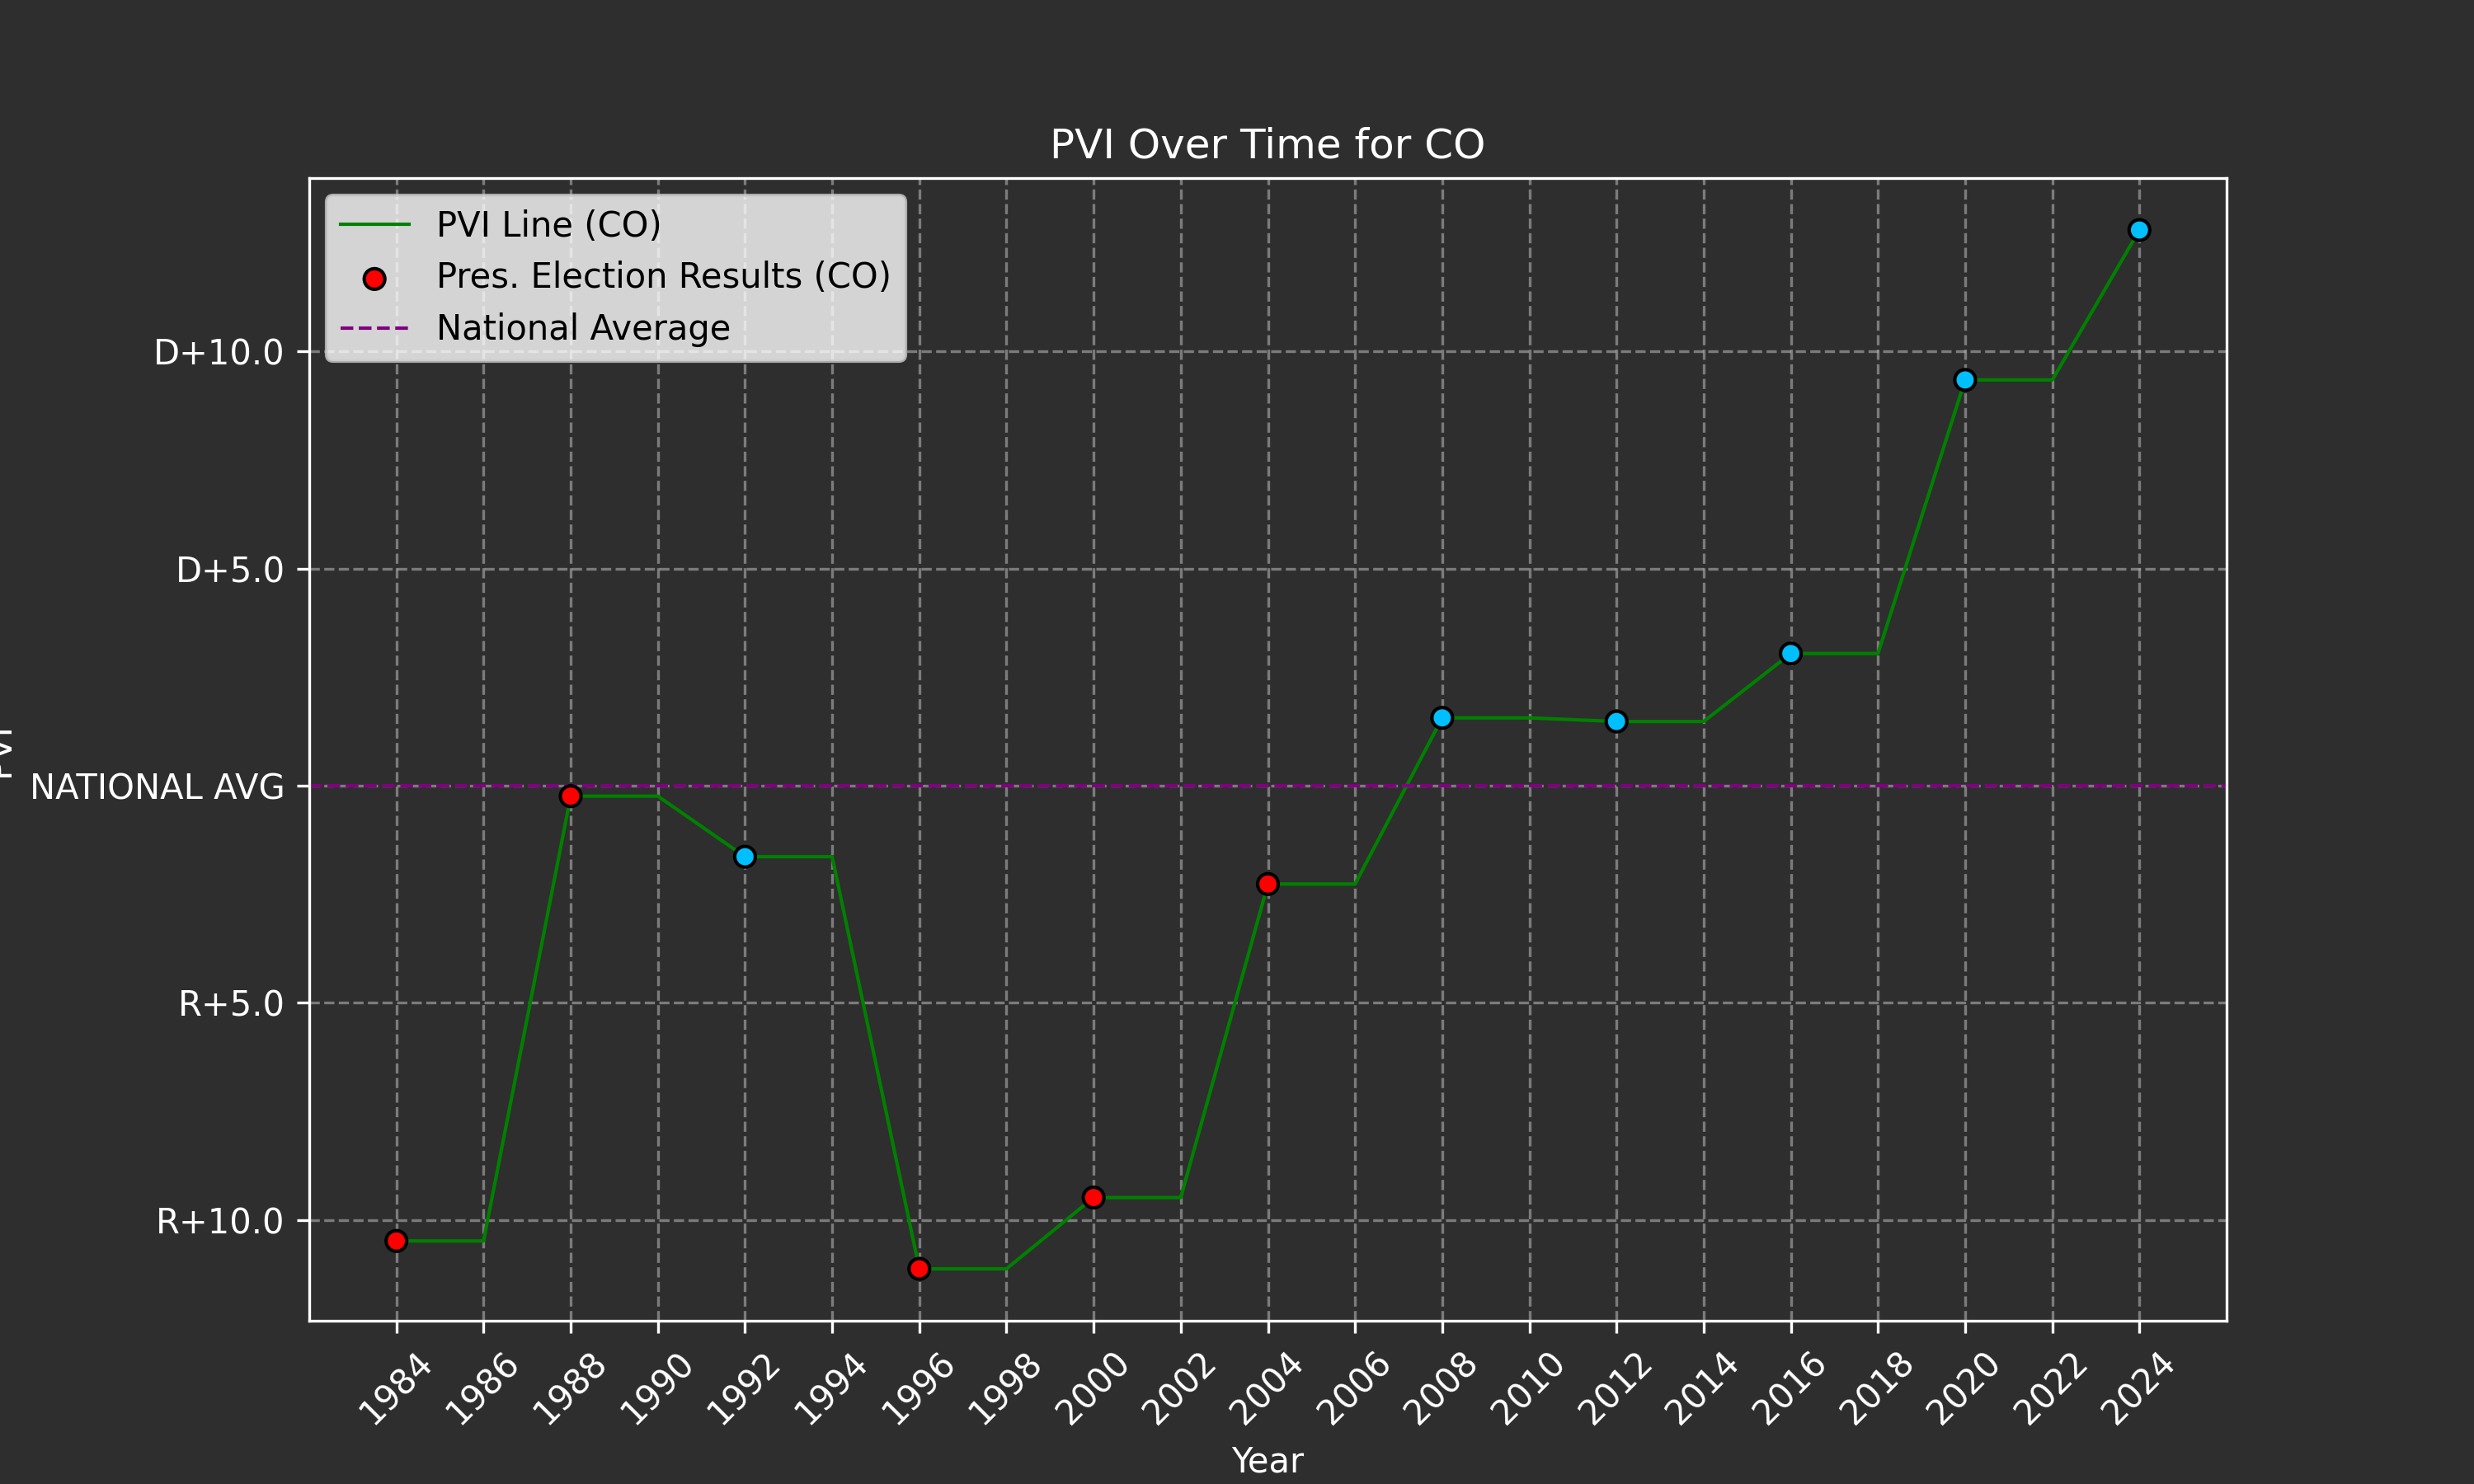 PVI Over Time for CO
PVI Line (CO)
Pres. Election Results (CO)
National Average
D+10.0
D+5.0
NATIONAL AVG
R+5.0
R+10.0
PVI
1984
1986
1988
1990
1992
1994
1996
1998
2000
2002
2004
2006
2008
2010
2012
2014
2016
2018
2020
2022
2024
Year